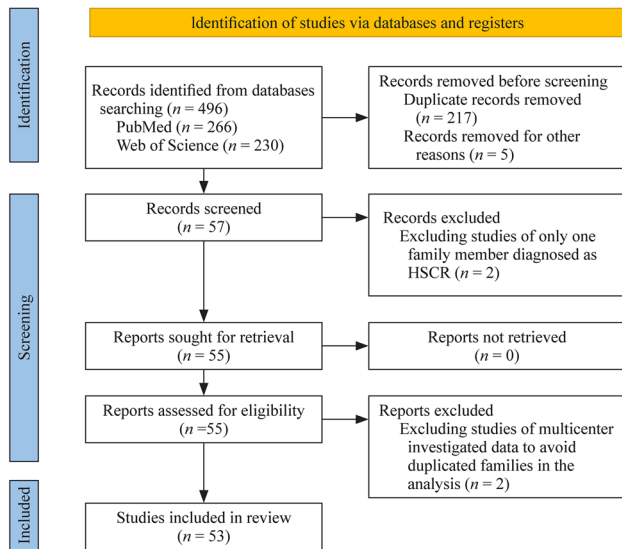 Identification of studies via databases and registers
Identification
Records identified from databases
searching (n = 496)
PubMed (n = 266)
Web of Science (n = 230)
Records removed before screening
Duplicate records removed
(n = 217)
Records removed for other
reasons (n = 5)
Screening
Records screened
(n = 57)
Records excluded
Excluding studies of only one
family member diagnosed as
HSCR (n = 2)
Reports sought for retrieval
(n = 55)
Reports not retrieved
(n = 0)
Reports assessed for eligibility
(n =55)
Reports excluded
Excluding studies of multicenter
investigated data to avoid
duplicated families in the
analysis (n = 2)
Included
Studies included in review
(n = 53)